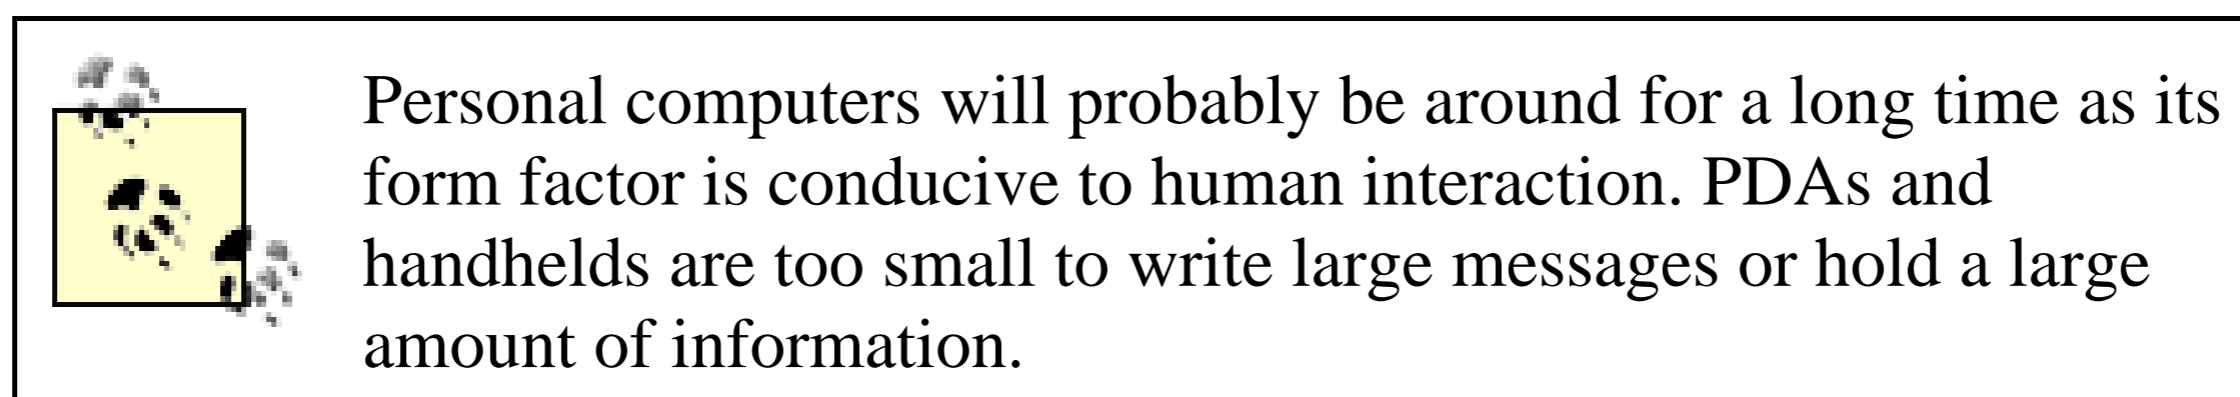 Personal computers will probably be around for a long time as its
form factor is conducive to human interaction. PDAs and
handhelds are too small to write large messages or hold a large
amount of information.